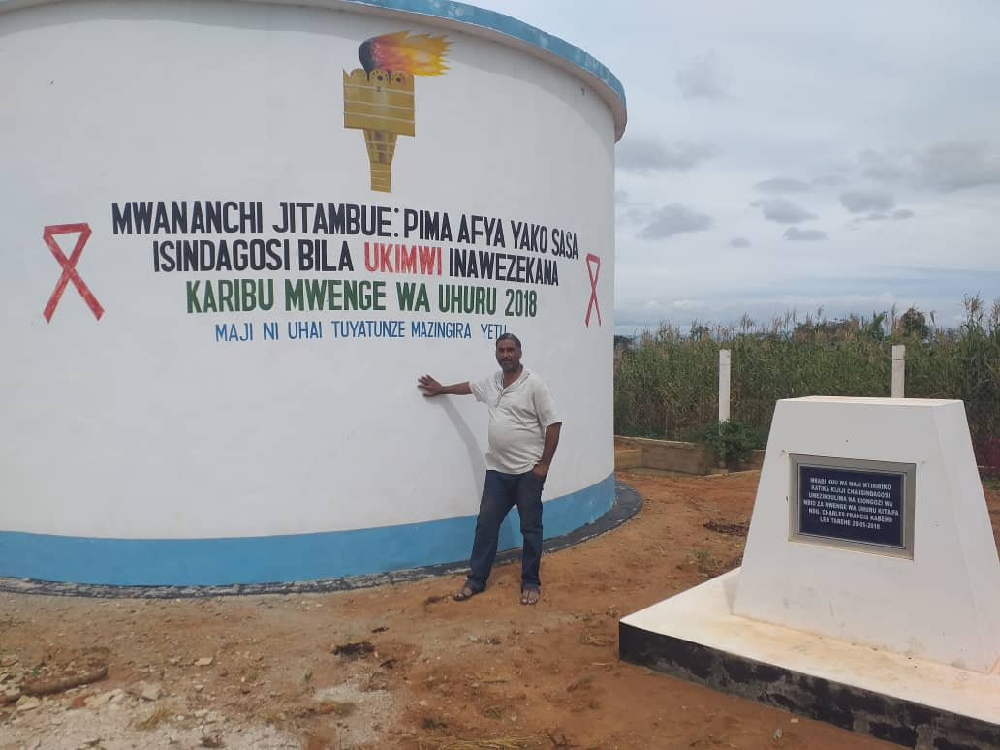 MWANANCHI JITAMBUE: PIMA AFYA YAKO SASA
ISINDAGOSI BILA UKIMWI INAWEZEKANA
KARIBU MWENGE WA UHURU 2018
MAJI NI UHAI TUYATUNZE MAZINGIRA YETU
MRADI HUU WA MAJI MTIRIRIKO
KATIKA KIJIJI CHA ISINDAGOSI
UMEZINDULIWA NA KIONGOZI WA
MBIO ZA MWENGE WA UHURU KITAIFA
NDG. CHARLES FRANCIS KABEHO
LEO TAREHE 29-05-2018